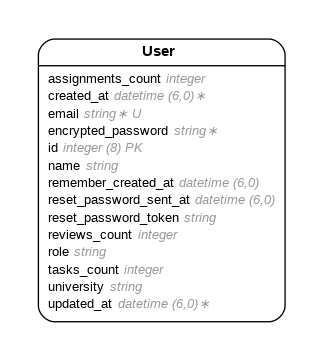 User
assignments_count integer
created_at datetime (6,0)∗
email string∗ U
encrypted_password string∗
id integer (8) PK
name string
remember_created_at datetime (6,0)
reset_password_sent_at datetime (6,0)
reset_password_token string
reviews_count integer
role string
tasks_count integer
university string
updated_at datetime (6,0)∗